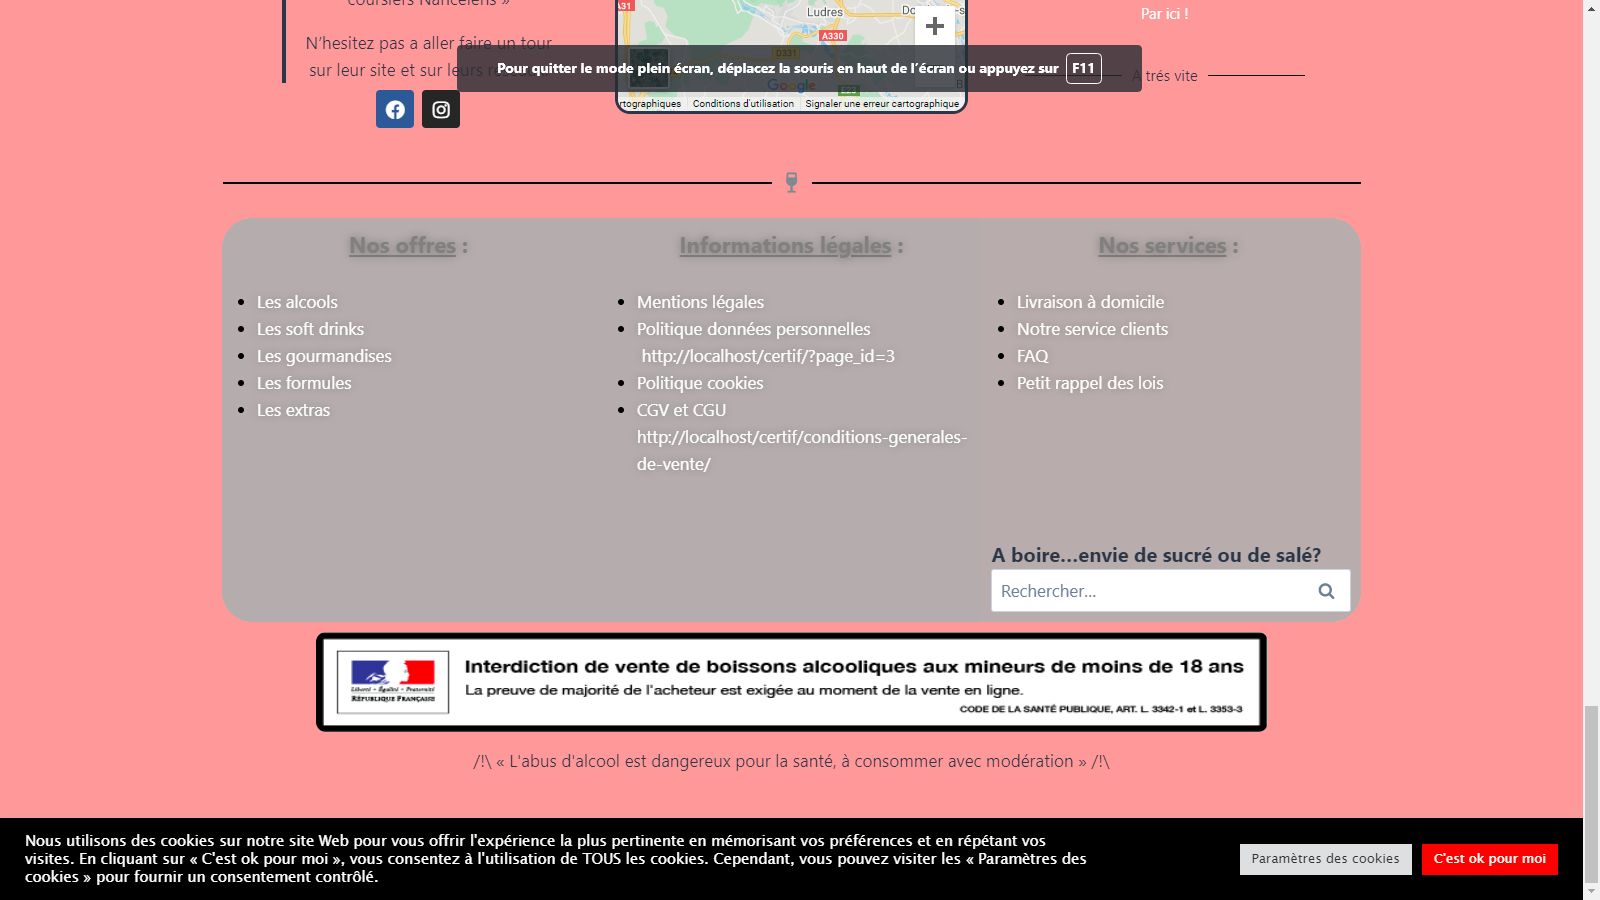 coursiers Nancéiens »
N’hesitez pas a aller faire un tour
sur leur site et sur leurs
A31
Ludres
A330
D331
Google
Conditions d'utilisation
Signaler une erreur cartographique
Par ici !
A trés vite
Pour quitter le mode plein écran, déplacez la souris en haut de l’écran ou appuyez sur F11
Nos offres :
Les alcools
Les soft drinks
Les gourmandises
Les formules
Les extras
Informations légales :
Mentions légales
Politique données personnelles
http://localhost/certif/?page_id=3
Politique cookies
CGV et CGU
http://localhost/certif/conditions-generales-
de-vente/
Nos services :
Livraison à domicile
Notre service clients
FAQ
Petit rappel des lois
A boire...envie de sucré ou de salé?
Rechercher...
Liberté • Égalité • Fraternité
RÉPUBLIQUE FRANÇAISE
Interdiction de vente de boissons alcooliques aux mineurs de moins de 18 ans
La preuve de majorité de l'acheteur est exigée au moment de la vente en ligne.
CODE DE LA SANTÉ PUBLIQUE, ART. L. 3342-1 et L. 3353-3
/!\ « L'abus d'alcool est dangereux pour la santé, à consommer avec modération » /!\
Nous utilisons des cookies sur notre site Web pour vous offrir l'expérience la plus pertinente en mémorisant vos préférences et en répétant vos
visites. En cliquant sur « C'est ok pour moi », vous consentez à l'utilisation de TOUS les cookies. Cependant, vous pouvez visiter les « Paramètres des
cookies » pour fournir un consentement contrôlé.
Paramètres des cookies
C'est ok pour moi